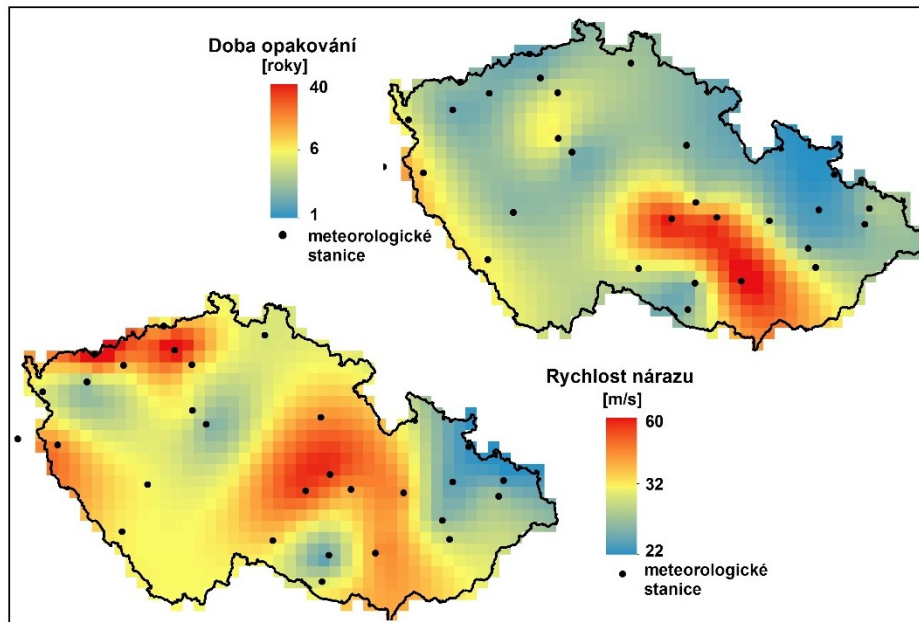 Doba opakování
[roky]
40
6
1
meteorologické
stanice
Rychlost nárazu
[m/s]
60
32
22
meteorologické
stanice